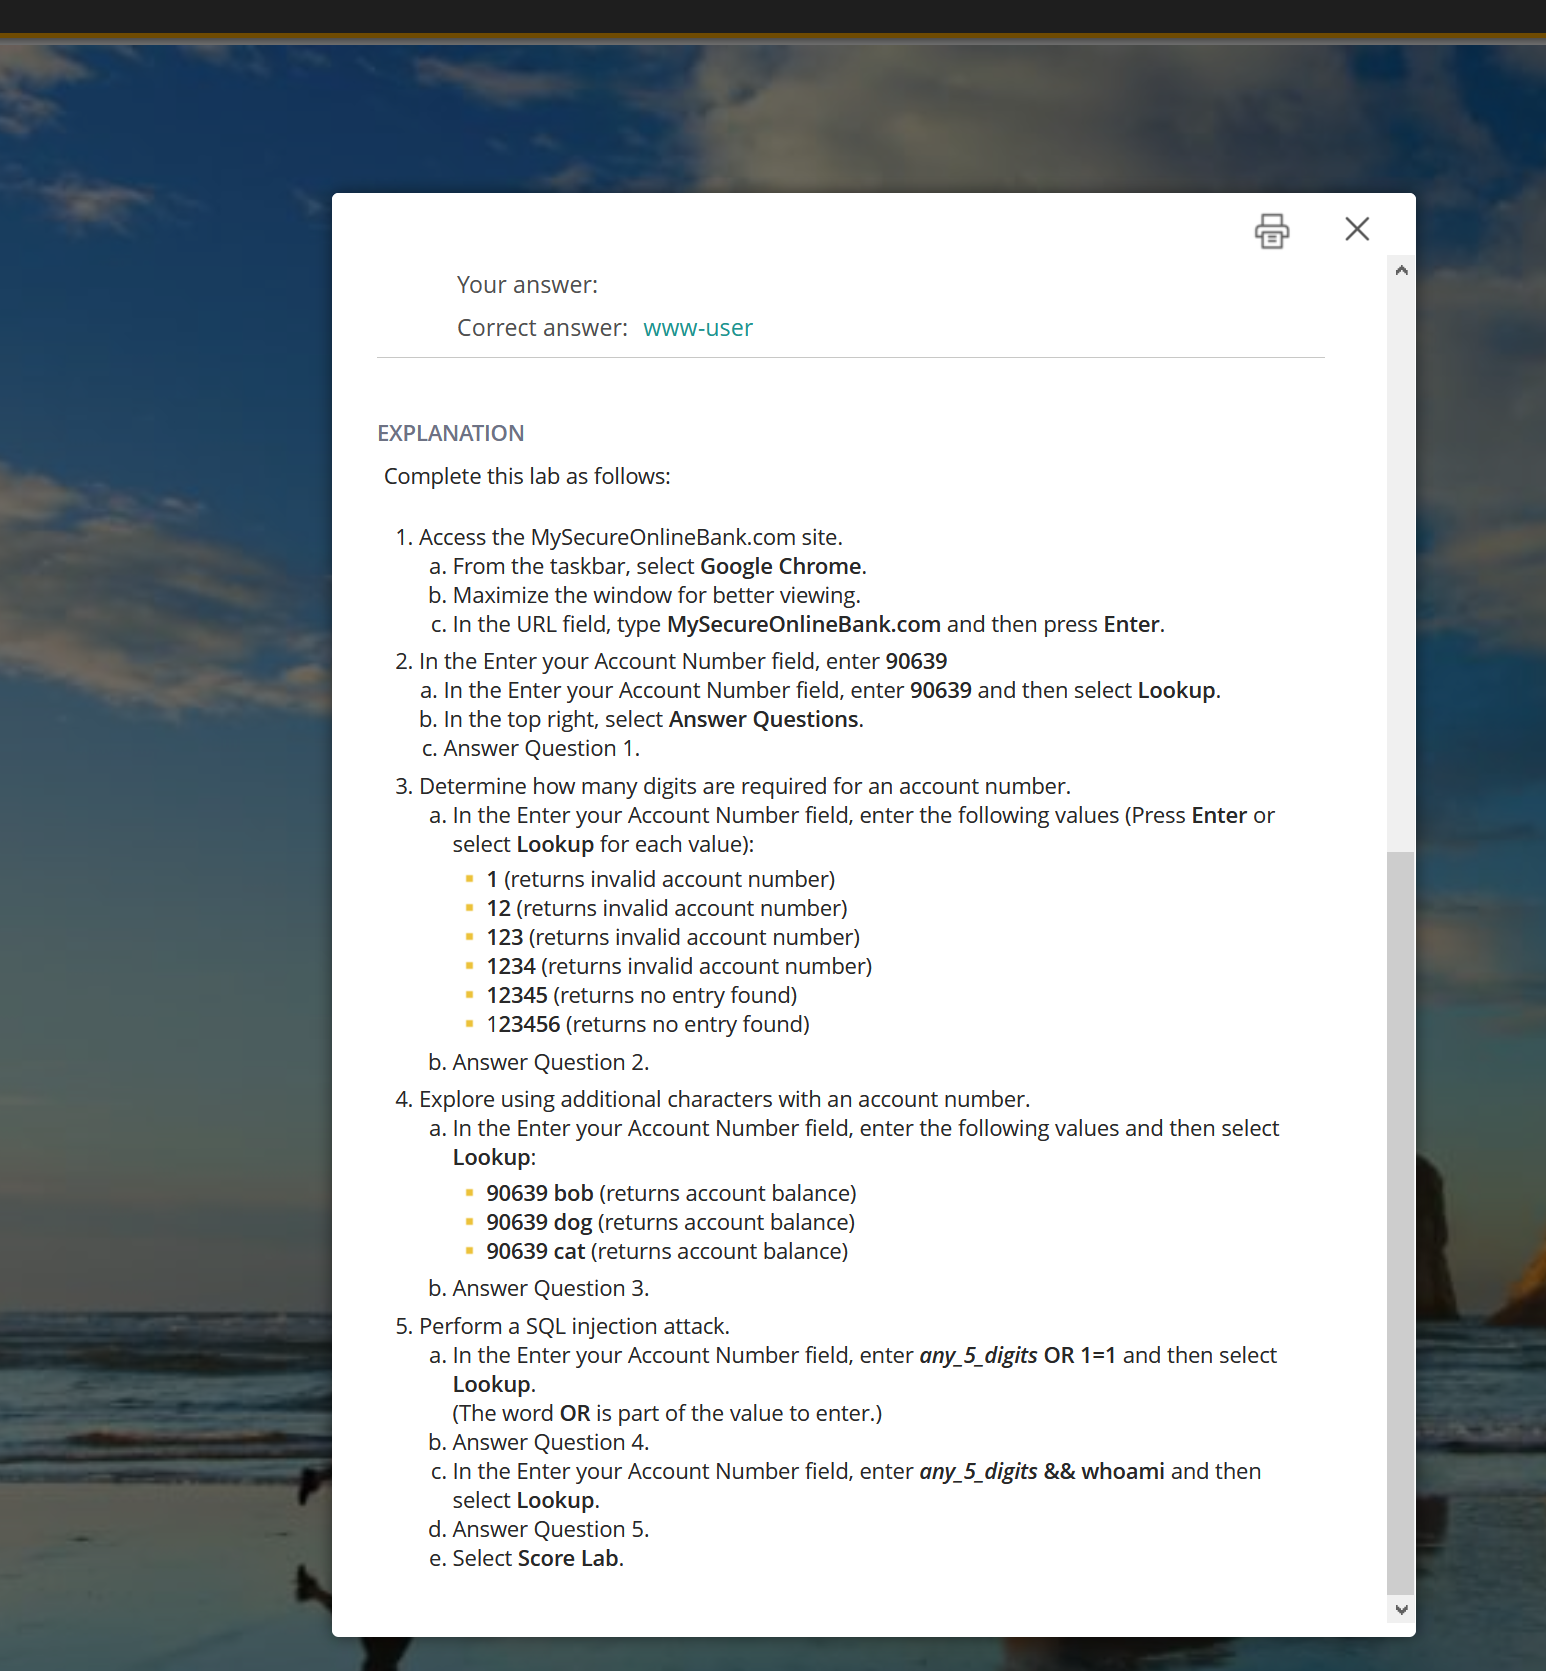 Your answer:
Correct answer: www-user
EXPLANATION
Complete this lab as follows:
1. Access the MySecureOnlineBank.com site.
a. From the taskbar, select Google Chrome.
b. Maximize the window for better viewing.
c. In the URL field, type MySecureOnlineBank.com and then press Enter.
2. In the Enter your Account Number field, enter 90639
a. In the Enter your Account Number field, enter 90639 and then select Lookup.
b. In the top right, select Answer Questions.
c. Answer Question 1.
3. Determine how many digits are required for an account number.
a. In the Enter your Account Number field, enter the following values (Press Enter or
select Lookup for each value):
▪ 1 (returns invalid account number)
▪ 12 (returns invalid account number)
▪ 123 (returns invalid account number)
▪ 1234 (returns invalid account number)
▪ 12345 (returns no entry found)
▪ 123456 (returns no entry found)
b. Answer Question 2.
4. Explore using additional characters with an account number.
a. In the Enter your Account Number field, enter the following values and then select
Lookup:
▪ 90639 bob (returns account balance)
▪ 90639 dog (returns account balance)
▪ 90639 cat (returns account balance)
b. Answer Question 3.
5. Perform a SQL injection attack.
a. In the Enter your Account Number field, enter any_5_digits OR 1=1 and then select
Lookup.
(The word OR is part of the value to enter.)
b. Answer Question 4.
c. In the Enter your Account Number field, enter any_5_digits && whoami and then
select Lookup.
d. Answer Question 5.
e. Select Score Lab.